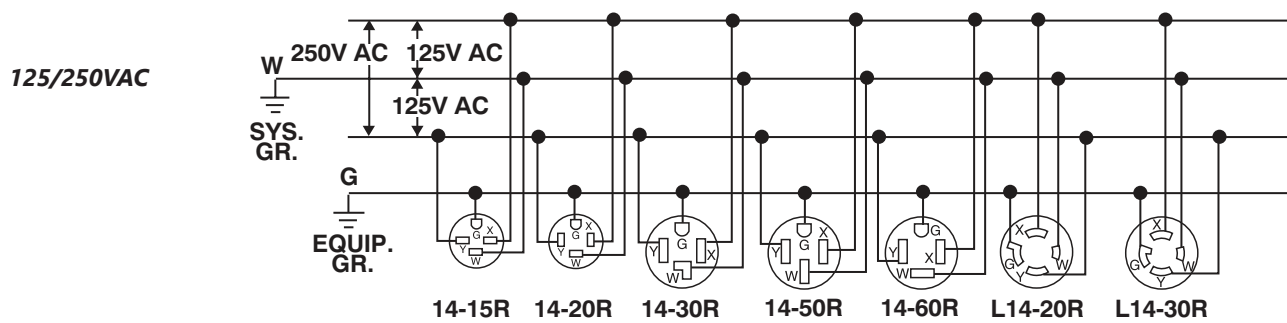 250V AC 125V AC
W
125/250VAC
125V AC
SYS.
GR.
G
EQUIP.
GR.
G X Y W
G X Y W
G Y X W
G Y X W
G Y X W
X G W Y
X G W Y
14-15R 14-20R 14-30R 14-50R 14-60R L14-20R L14-30R